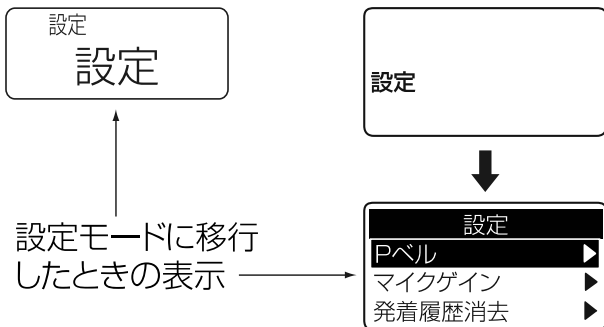 設定
設定
設定
設定モードに移行
したときの表示
設定
Pベル
マイクゲイン
発着履歴消去